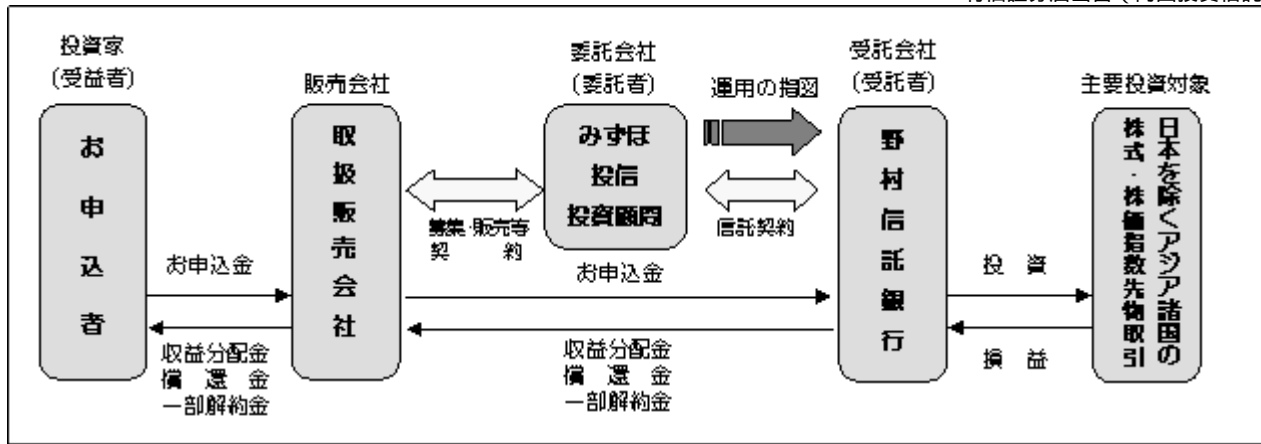 投資家
(受益者)
お申込者
お申込金
収益分配金
償還金
一部解約金
販売会社
取扱販売会社
募集・販売等
契約
委託会社
(委託者)
みずほ
投信
投資顧問
お申込金
収益分配金
償還金
一部解約金
運用の指図
信託契約
受託会社
(受託者)
野村信託銀行
投資
損益
主要投資対象
日本を除くアジア諸国の
株式・株価指数先物取引